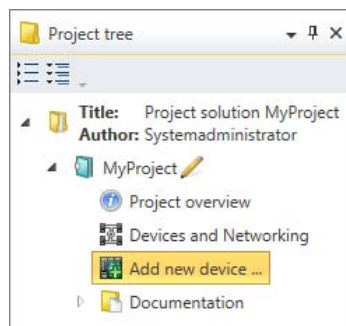 Project tree
Title: Project solution MyProject
Author: Systemadministrator
MyProject
Project overview
Devices and Networking
Add new device ...
Documentation